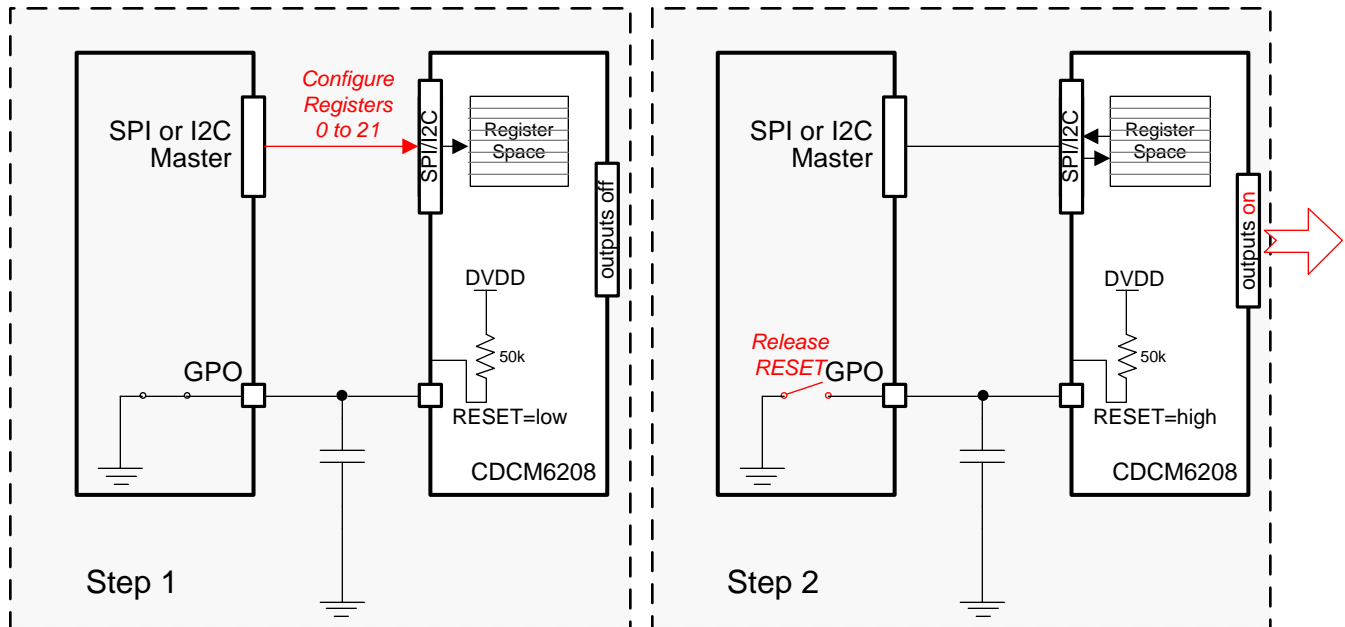 Configure
Registers
0 to 21
SPI or I2C
Master
SPI/I2C
Register
Space
outputs off
DVDD
50k
GPO
RESET=low
CDCM6208
Step 1
SPI or I2C
Master
SPI/I2C
Register
Space
outputs on
DVDD
50k
Release
RESET
GPO
RESET=high
CDCM6208
Step 2